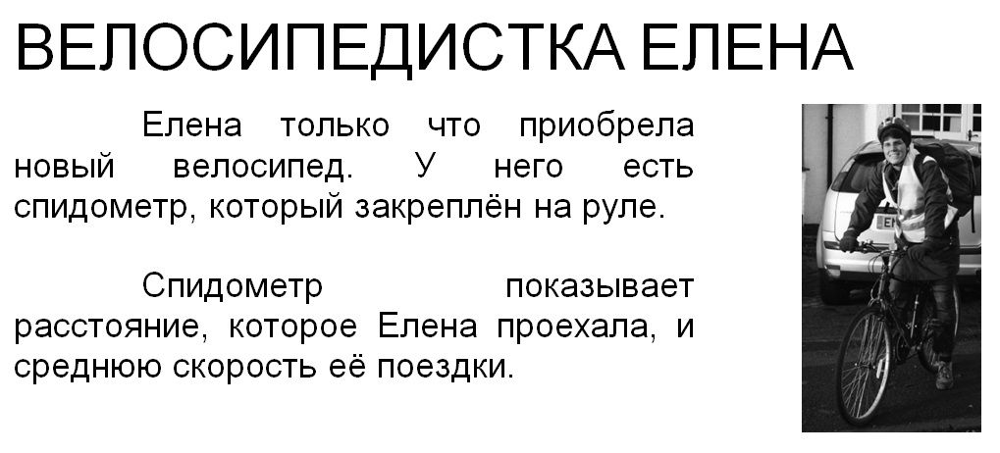 ВЕЛОСИПЕДИСТКА ЕЛЕНА
Елена только что приобрела
новый велосипед. У него есть
спидометр, который закреплён на руле.
Спидометр показывает
расстояние, которое Елена проехала, и
среднюю скорость её поездки.